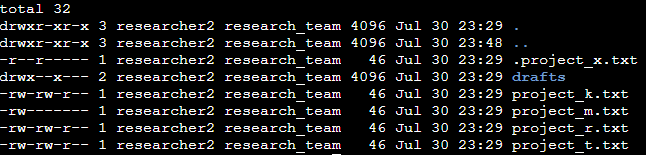 total 32
drwxr-xr-x 3 researcher2 research_team 4096 Jul 30 23:29 .
drwxr-xr-x 3 researcher2 research_team 4096 Jul 30 23:48 ..
-r--r----- 1 researcher2 research_team   46 Jul 30 23:29 .project_x.txt
drwx--x--- 2 researcher2 research_team 4096 Jul 30 23:29 drafts
-rw-rw-r-- 1 researcher2 research_team   46 Jul 30 23:29 project_k.txt
-rw------- 1 researcher2 research_team   46 Jul 30 23:29 project_m.txt
-rw-rw-r-- 1 researcher2 research_team   46 Jul 30 23:29 project_r.txt
-rw-rw-r-- 1 researcher2 research_team   46 Jul 30 23:29 project_t.txt